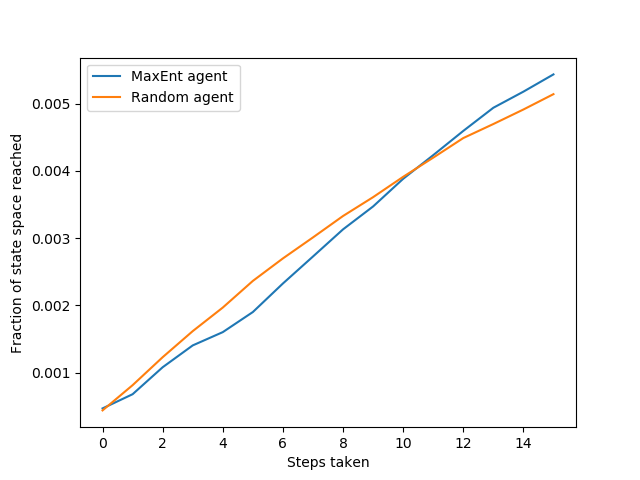 MaxEnt agent
Random agent
Fraction of state space reached
0.005
0.004
0.003
0.002
0.001
0 2 4 6 8 10 12 14
Steps taken